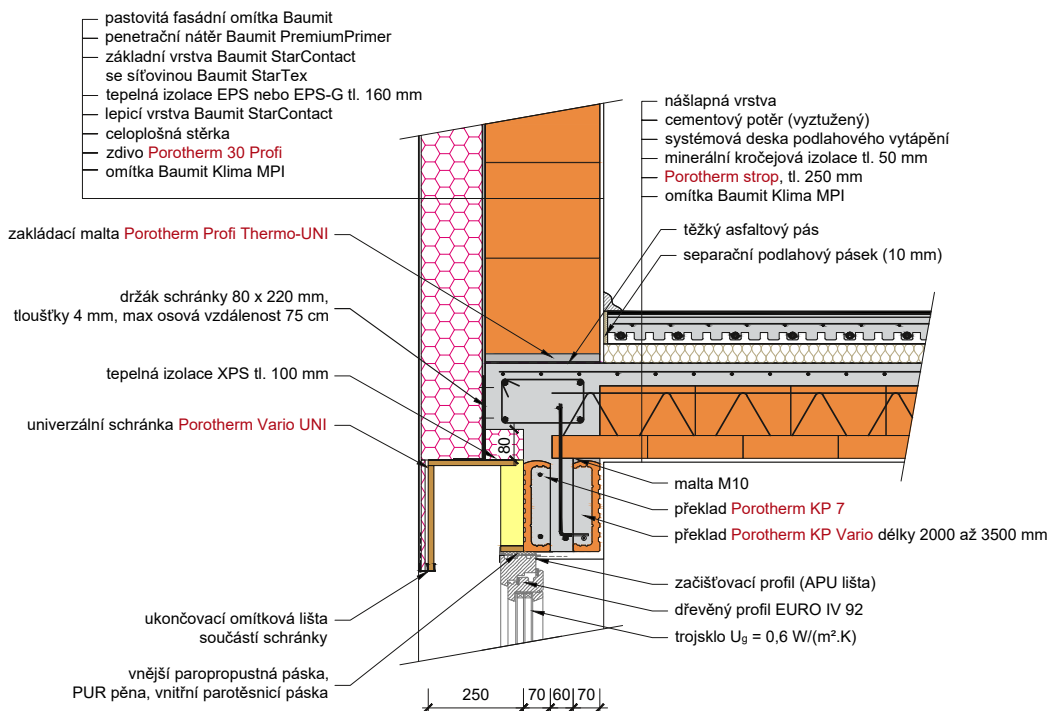 pastovitá fasádní omítka Baumit
penetrační nátěr Baumit PremiumPrimer
základní vrstva Baumit StarContact
se síťovinou Baumit StarTex
tepelná izolace EPS nebo EPS-G tl. 160 mm
lepicí vrstva Baumit StarContact
celoplošná stěrka
zdivo Porotherm 30 Profi
omítka Baumit Klima MPI
nášlapná vrstva
cementový potěr (vyztužený)
systémová deska podlahového vytápění
minerální kročejová izolace tl. 50 mm
Porotherm strop, tl. 250 mm
omítka Baumit Klima MPI
těžký asfaltový pás
separační podlahový pásek (10 mm)
zakládací malta Porotherm Profi Thermo-UNI
držák schránky 80 x 220 mm,
tloušťky 4 mm, max osová vzdálenost 75 cm
tepelná izolace XPS tl. 100 mm
univerzální schránka Porotherm Vario UNI
80
malta M10
překlad Porotherm KP 7
překlad Porotherm KP Vario délky 2000 až 3500 mm
začišťovací profil (APU lišta)
dřevěný profil EURO IV 92
trojsklo Ug = 0,6 W/(m².K)
ukončovací omítková lišta
součástí schránky
vnější paropropustná páska,
PUR pěna, vnitřní parotěsnicí páska
250 70 60 70